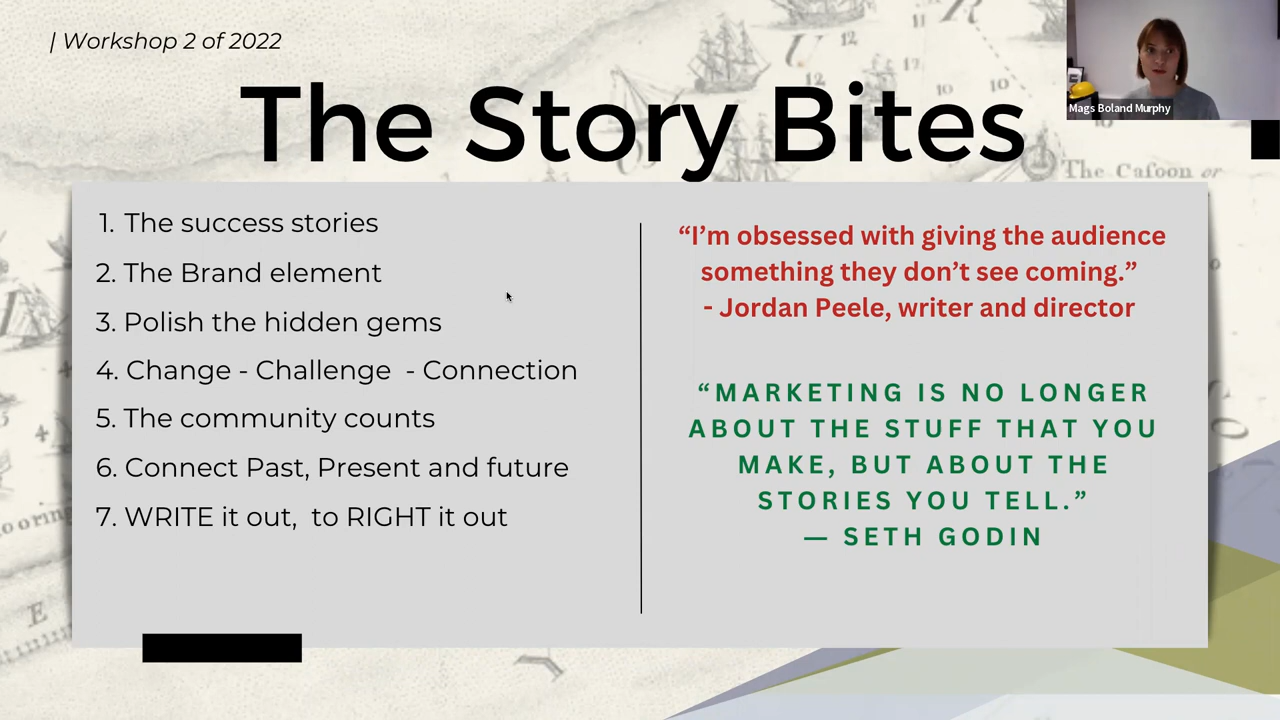 | Workshop 2 of 2022
The Story Bites
Mags Boland Murphy
The Cafoon or
1. The success stories
2. The Brand element
3. Polish the hidden gems
4. Change - Challenge - Connection
5. The community counts
6. Connect Past, Present and future
7. WRITE it out, to RIGHT it out
“I’m obsessed with giving the audience
something they don’t see coming.”
- Jordan Peele, writer and director
“MARKETING IS NO LONGER
ABOUT THE STUFF THAT YOU
MAKE, BUT ABOUT THE
STORIES YOU TELL.”
— SETH GODIN